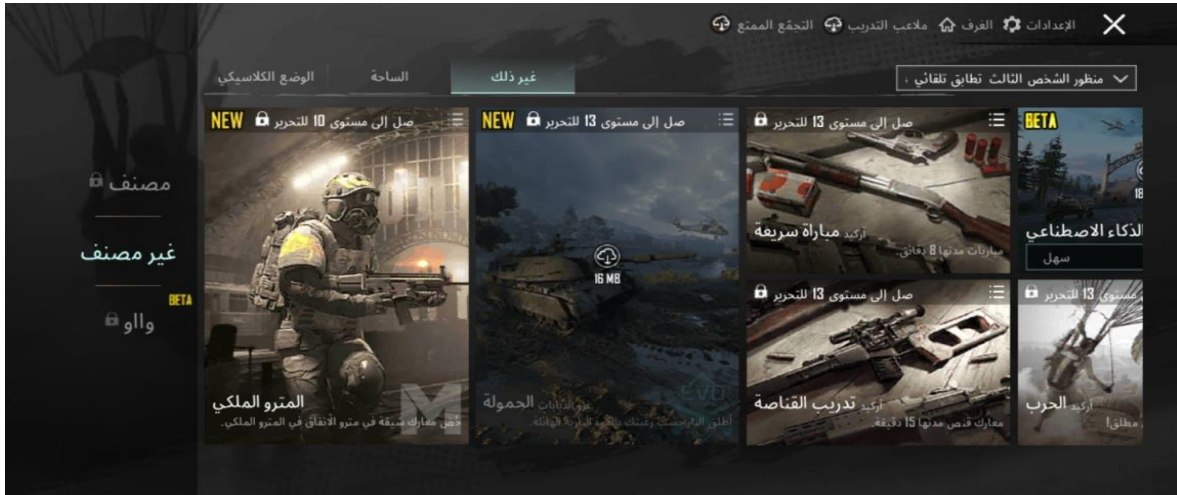 الإعدادات الغرف ملاعب التدريب التجمّع الممتع
منظور الشخص الثالث تطابق تلقائي
غير ذلك
الساحة
الوضع الكلاسيكي
مصنف
غير مصنف
BETA
وااو
صل إلى مستوى 10 للتحرير
NEW
المترو الملكي
خُض معارك شيقة في مترو الأنفاق في المترو الملكي.
صل إلى مستوى 13 للتحرير
NEW
16 MB
الحمولة
صل إلى مستوى 13 للتحرير
أركيد مباراة سريعة
مباريات مدتها 8 دقائق.
صل إلى مستوى 13 للتحرير
أركيد تدريب القناصة
معارك قنص مدتها 15 دقيقة.
BETA
18
الذكاء الاصطناعي
سهل
مستوى 13 للتحرير
أركيد الحرب
مطلق!